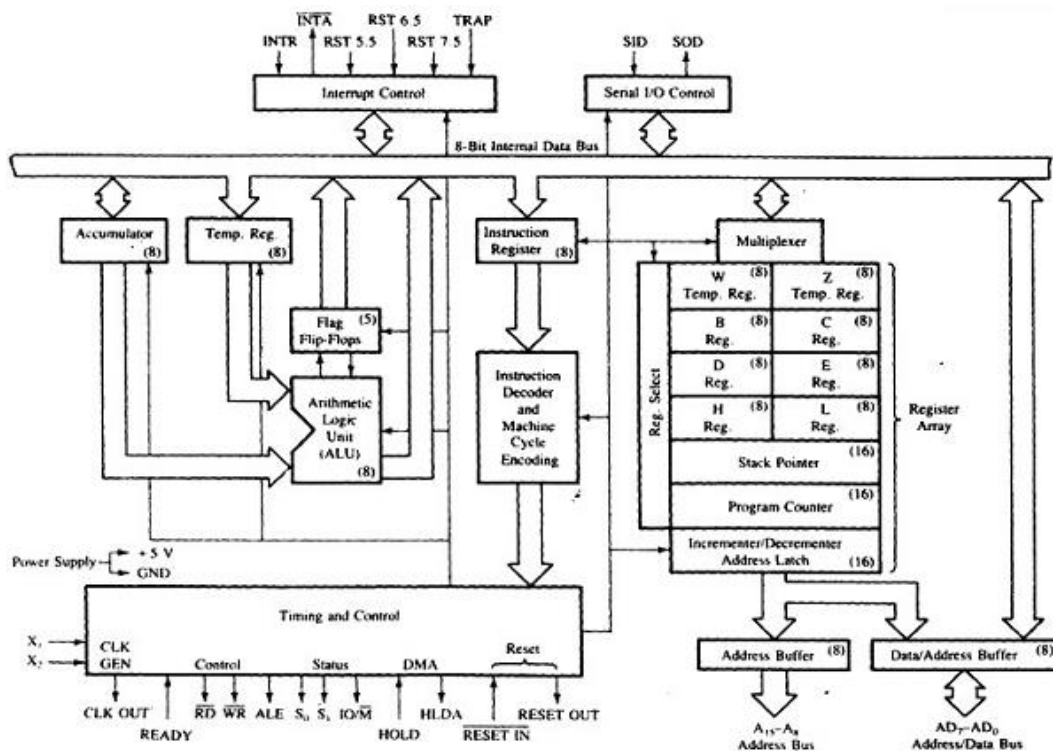 INTA
RST 6.5
TRAP
INTR
RST 5.5
RST 7.5
SID
SOD
Interrupt Control
Serial I/O Control
8-Bit Internal Data Bus
Accumulator
(8)
Temp. Reg.
(8)
Instruction
Register
(8)
Multiplexer
Flag
(5)
Flip-Flops
Arithmetic
Logic
Unit
(ALU)
(8)
Instruction
Decoder
and
Machine
Cycle
Encoding
Reg. Select
W
(8)
Temp. Reg.
Z
(8)
Temp. Reg.
B
(8)
Reg.
C
(8)
Reg.
D
(8)
Reg.
E
(8)
Reg.
H
(8)
Reg.
L
(8)
Reg.
Stack Pointer
(16)
Program Counter
(16)
Incrementer/Decrementer
Address Latch
(16)
Register
Array
Power Supply
+5 V
GND
Timing and Control
X₁
X₂
CLK
GEN
Control
Status
DMA
Reset
CLK OUT
READY
RD
WR
ALE
S₀
S₁
IO/M
HOLD
HLDA
RESET IN
RESET OUT
Address Buffer
(8)
Data/Address Buffer
(8)
A₁₅–A₈
Address Bus
AD₇–AD₀
Address/Data Bus